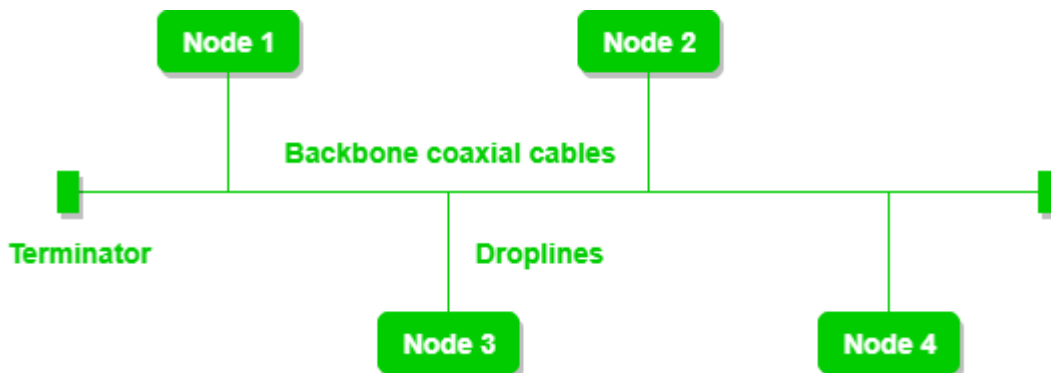 Node 1
Node 2
Backbone coaxial cables
Terminator
Droplines
Node 3
Node 4